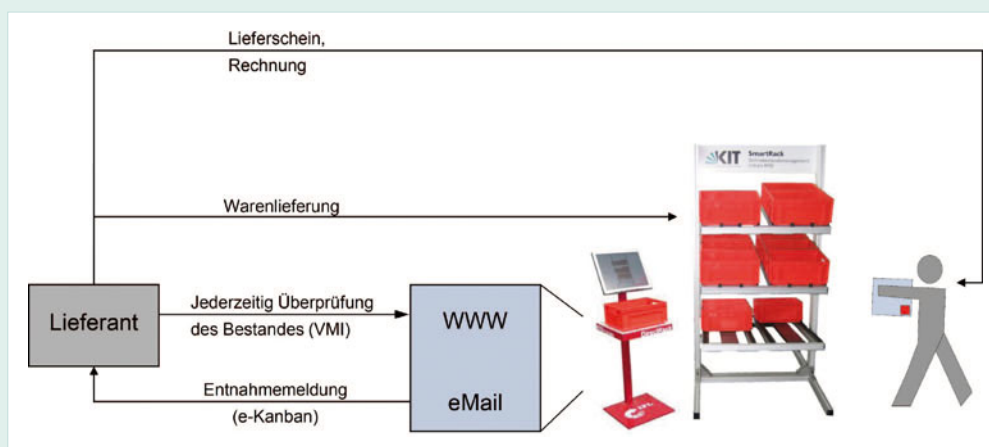 Lieferschein,
Rechnung
KIT SmartRack
Warenlieferung
Lieferant
Jederzeitig Überprüfung
des Bestandes (VMI)
WWW
Entnahmemeldung
(e-Kanban)
eMail